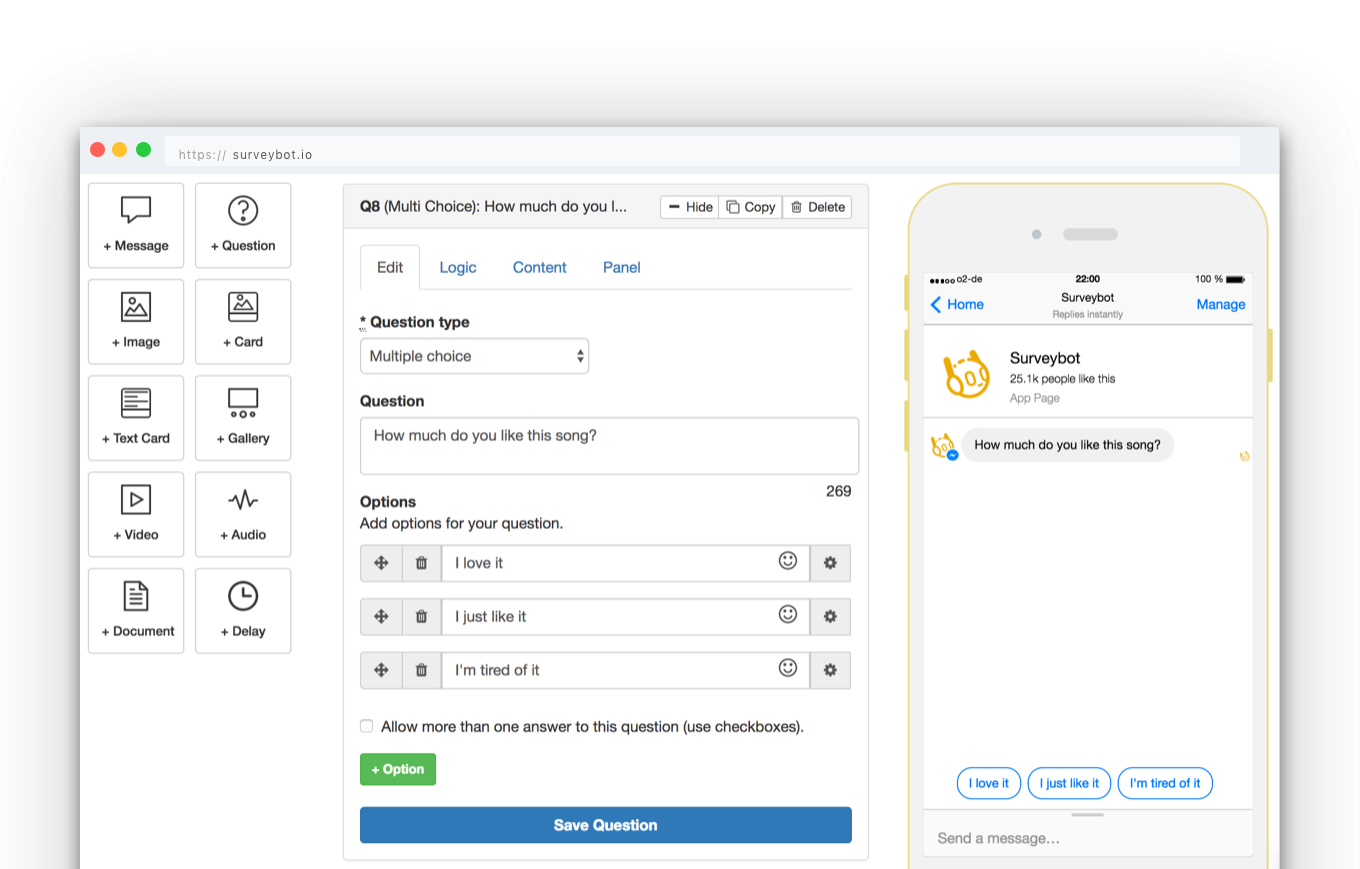 https:// surveybot.io
+ Message
+ Question
+ Image
+ Card
+ Text Card
+ Gallery
+ Video
+ Audio
+ Document
+ Delay
Q8 (Multi Choice): How much do you l...
Hide
Copy
Delete
Edit
Logic
Content
Panel
* Question type
Multiple choice
Question
How much do you like this song?
269
Options
Add options for your question.
I love it
I just like it
I'm tired of it
Allow more than one answer to this question (use checkboxes).
+ Option
Save Question
o2-de
22:00
100 %
Home
Surveybot
Replies instantly
Manage
Surveybot
25.1k people like this
App Page
How much do you like this song?
I love it
I just like it
I'm tired of it
Send a message…